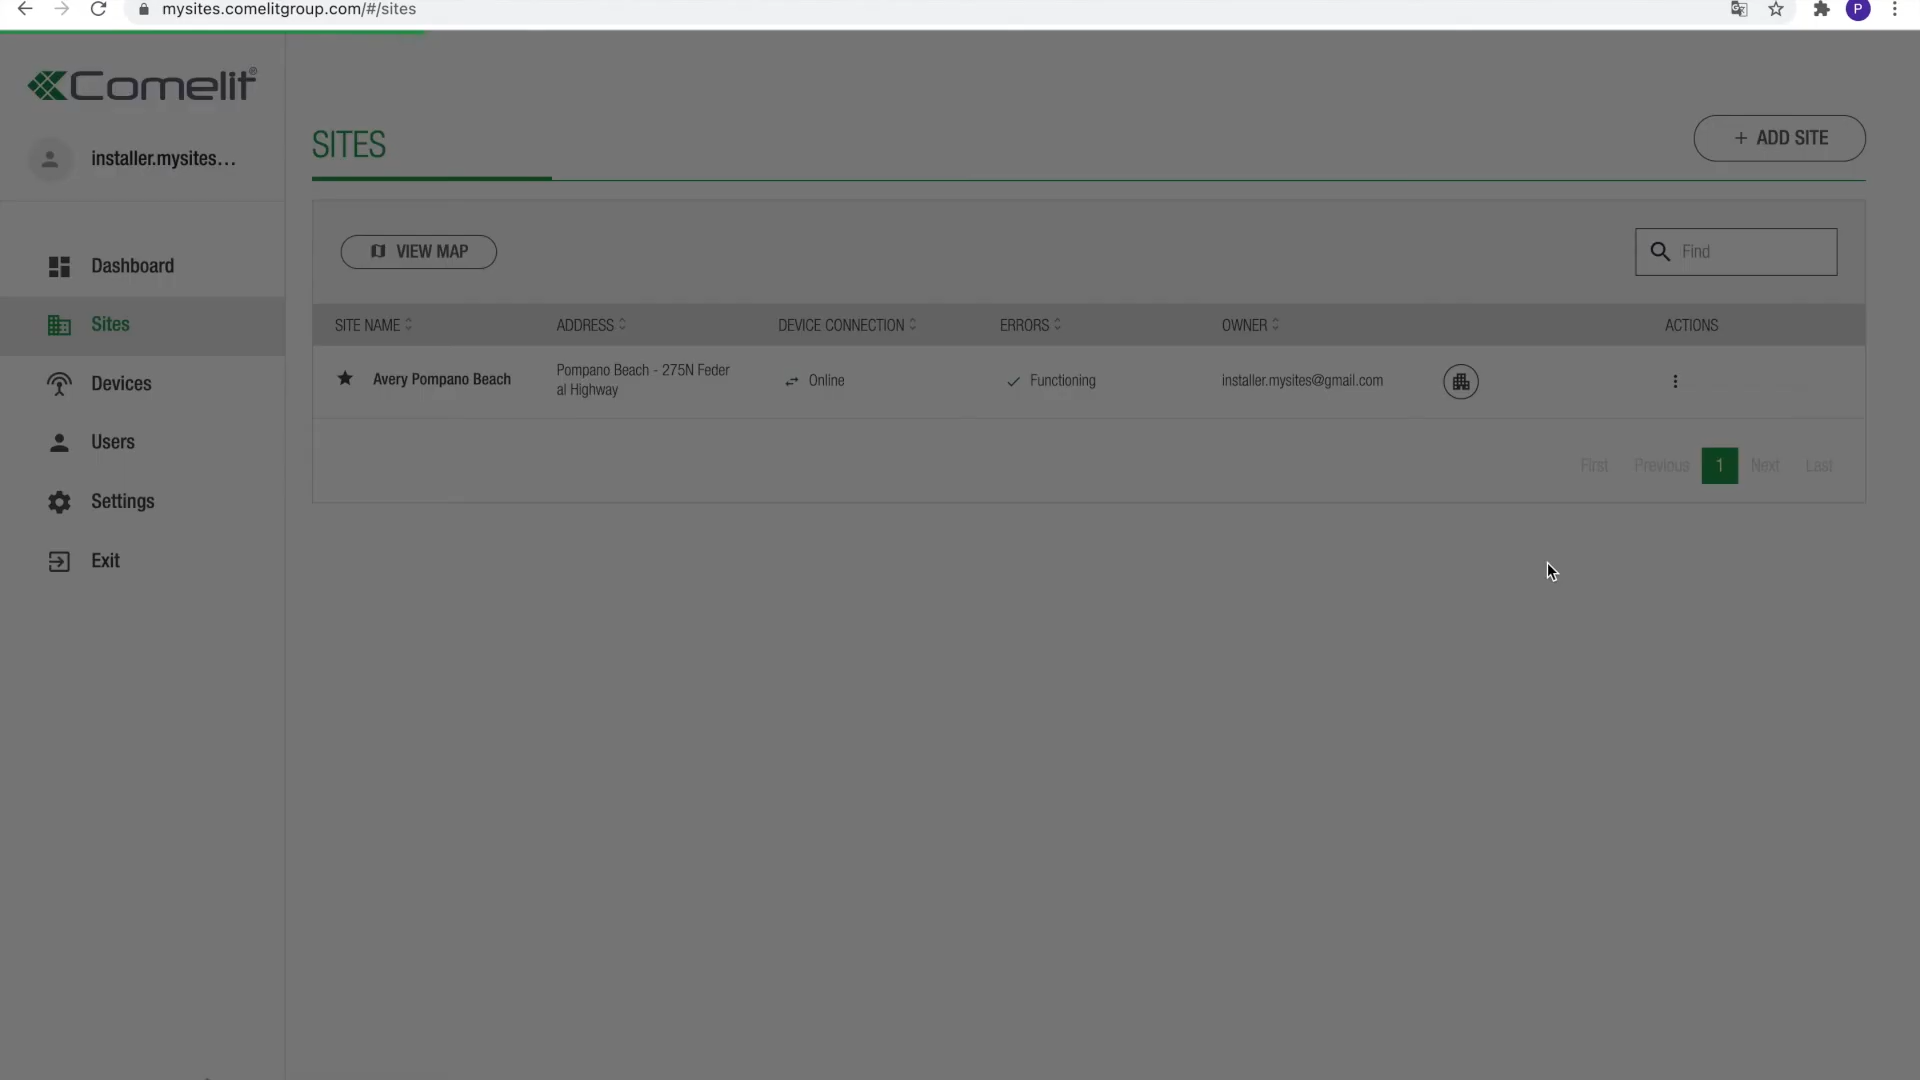 mysites.comelitgroup.com/#/sites
P
Comelit®
installer.mysites...
SITES
+ ADD SITE
VIEW MAP
Find
Dashboard
Sites
Devices
Users
Settings
Exit
SITE NAME
ADDRESS
DEVICE CONNECTION
ERRORS
OWNER
ACTIONS
Avery Pompano Beach
Pompano Beach - 275N Feder
al Highway
Online
Functioning
installer.mysites@gmail.com
First
Previous
1
Next
Last